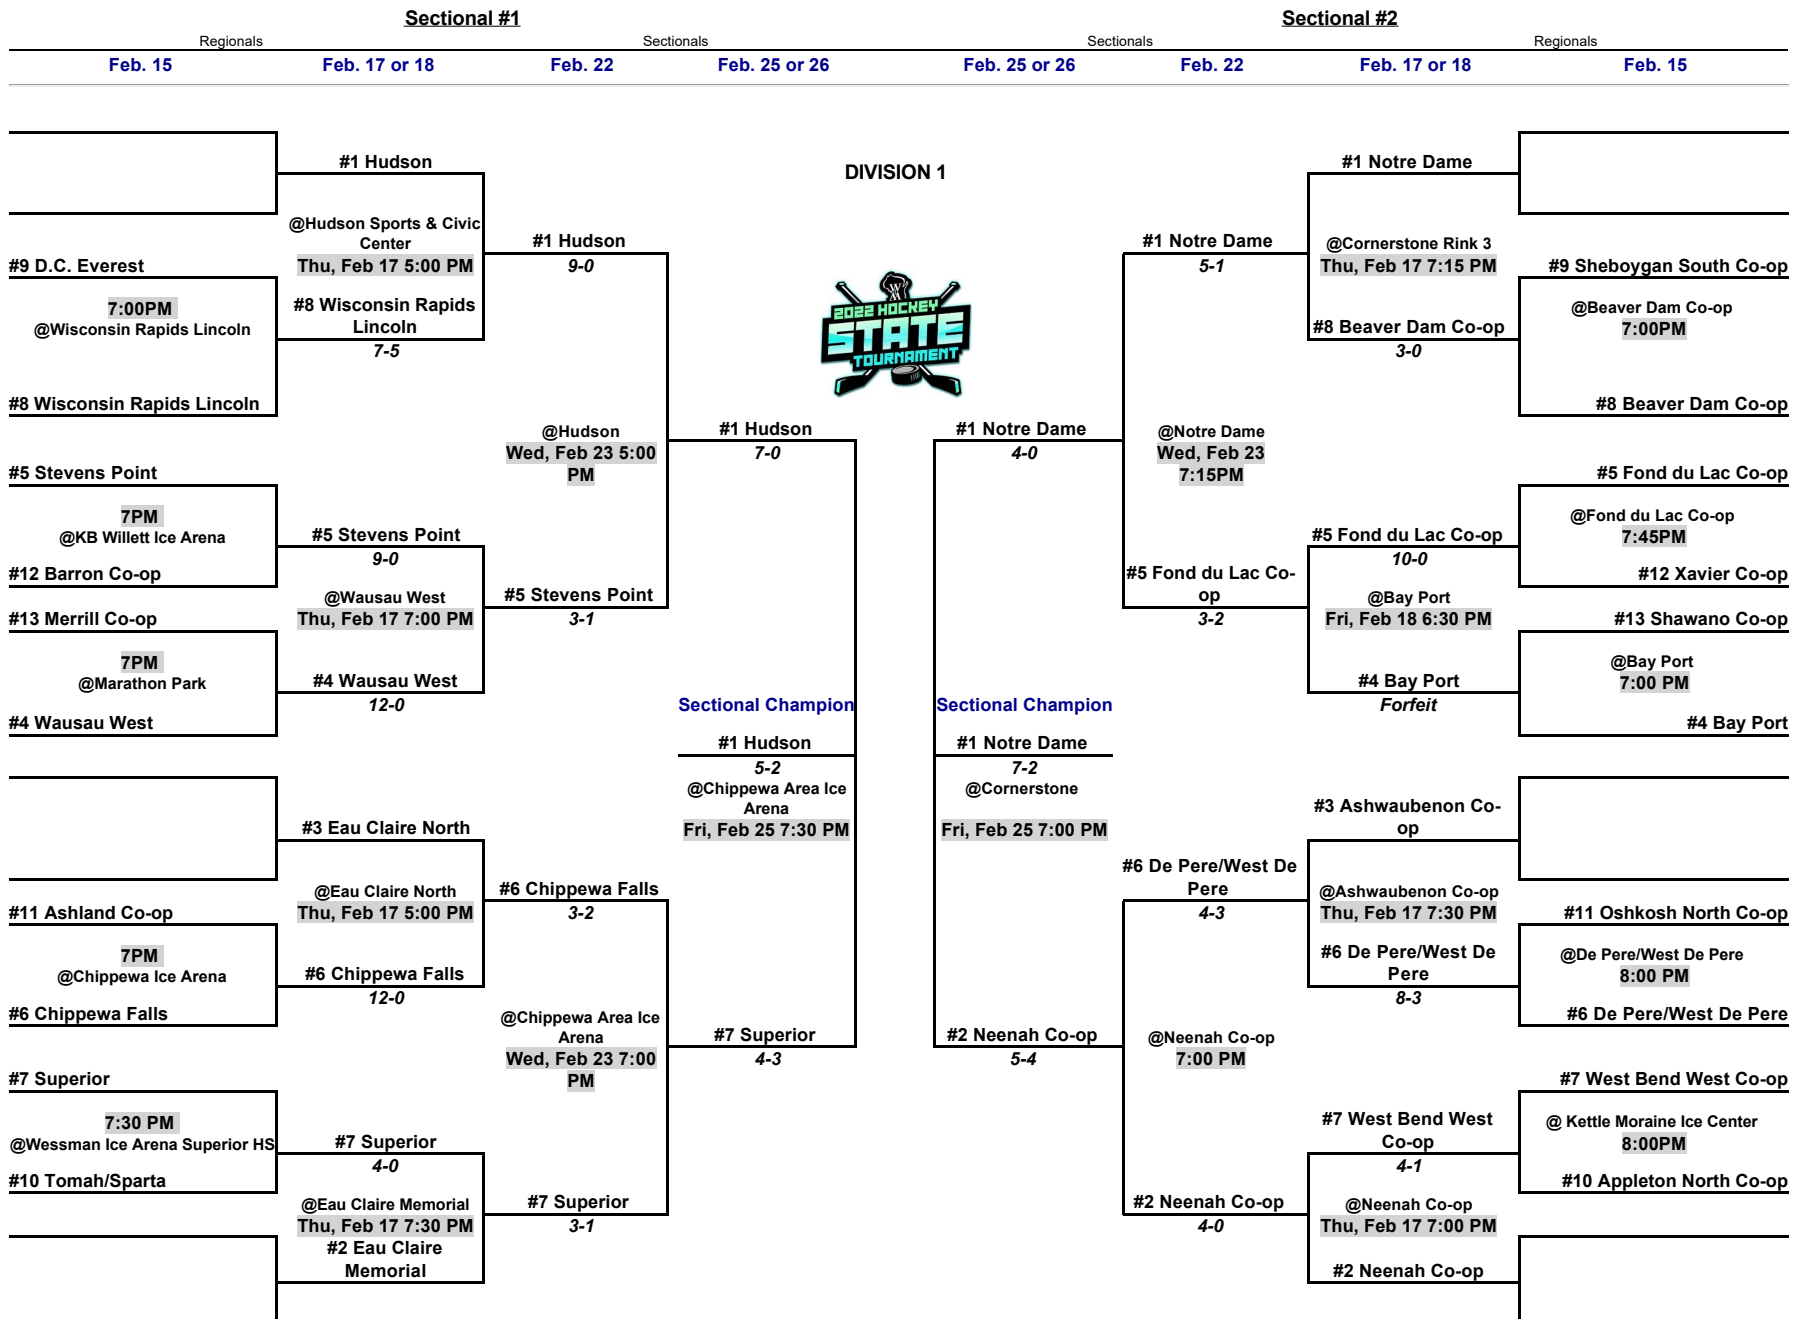 Sectional #1
Sectional #2
Regionals
Sectionals
Sectionals
Regionals
Feb. 15
Feb. 17 or 18
Feb. 22
Feb. 25 or 26
Feb. 25 or 26
Feb. 22
Feb. 17 or 18
Feb. 15
DIVISION 1
2022 HOCKEY
STATE
TOURNAMENT
#9 D.C. Everest
7:00PM
@Wisconsin Rapids Lincoln
#8 Wisconsin Rapids Lincoln
#5 Stevens Point
7PM
@KB Willett Ice Arena
#12 Barron Co-op
#13 Merrill Co-op
7PM
@Marathon Park
#4 Wausau West
#11 Ashland Co-op
7PM
@Chippewa Ice Arena
#6 Chippewa Falls
#7 Superior
7:30 PM
@Wessman Ice Arena Superior HS
#10 Tomah/Sparta
#1 Hudson
@Hudson Sports & Civic
Center
Thu, Feb 17 5:00 PM
#8 Wisconsin Rapids
Lincoln
7-5
#5 Stevens Point
9-0
@Wausau West
Thu, Feb 17 7:00 PM
#4 Wausau West
12-0
#3 Eau Claire North
@Eau Claire North
Thu, Feb 17 5:00 PM
#6 Chippewa Falls
12-0
#7 Superior
4-0
@Eau Claire Memorial
Thu, Feb 17 7:30 PM
#2 Eau Claire
Memorial
#1 Hudson
9-0
@Hudson
Wed, Feb 23 5:00
PM
#5 Stevens Point
3-1
#6 Chippewa Falls
3-2
@Chippewa Area Ice
Arena
Wed, Feb 23 7:00
PM
#7 Superior
3-1
#1 Hudson
7-0
Sectional Champion
#1 Hudson
5-2
@Chippewa Area Ice
Arena
Fri, Feb 25 7:30 PM
#7 Superior
4-3
#1 Notre Dame
4-0
Sectional Champion
#1 Notre Dame
7-2
@Cornerstone
Fri, Feb 25 7:00 PM
#2 Neenah Co-op
5-4
#1 Notre Dame
5-1
@Notre Dame
Wed, Feb 23
7:15PM
#5 Fond du Lac Co-
op
3-2
#6 De Pere/West De
Pere
4-3
@Neenah Co-op
7:00 PM
#2 Neenah Co-op
4-0
#1 Notre Dame
@Cornerstone Rink 3
Thu, Feb 17 7:15 PM
#8 Beaver Dam Co-op
3-0
#5 Fond du Lac Co-op
10-0
@Bay Port
Fri, Feb 18 6:30 PM
#4 Bay Port
Forfeit
#3 Ashwaubenon Co-
op
@Ashwaubenon Co-op
Thu, Feb 17 7:30 PM
#6 De Pere/West De
Pere
8-3
#7 West Bend West
Co-op
4-1
@Neenah Co-op
Thu, Feb 17 7:00 PM
#2 Neenah Co-op
#9 Sheboygan South Co-op
@Beaver Dam Co-op
7:00PM
#8 Beaver Dam Co-op
#5 Fond du Lac Co-op
@Fond du Lac Co-op
7:45PM
#12 Xavier Co-op
#13 Shawano Co-op
@Bay Port
7:00 PM
#4 Bay Port
#11 Oshkosh North Co-op
@De Pere/West De Pere
8:00 PM
#6 De Pere/West De Pere
#7 West Bend West Co-op
@ Kettle Moraine Ice Center
8:00PM
#10 Appleton North Co-op